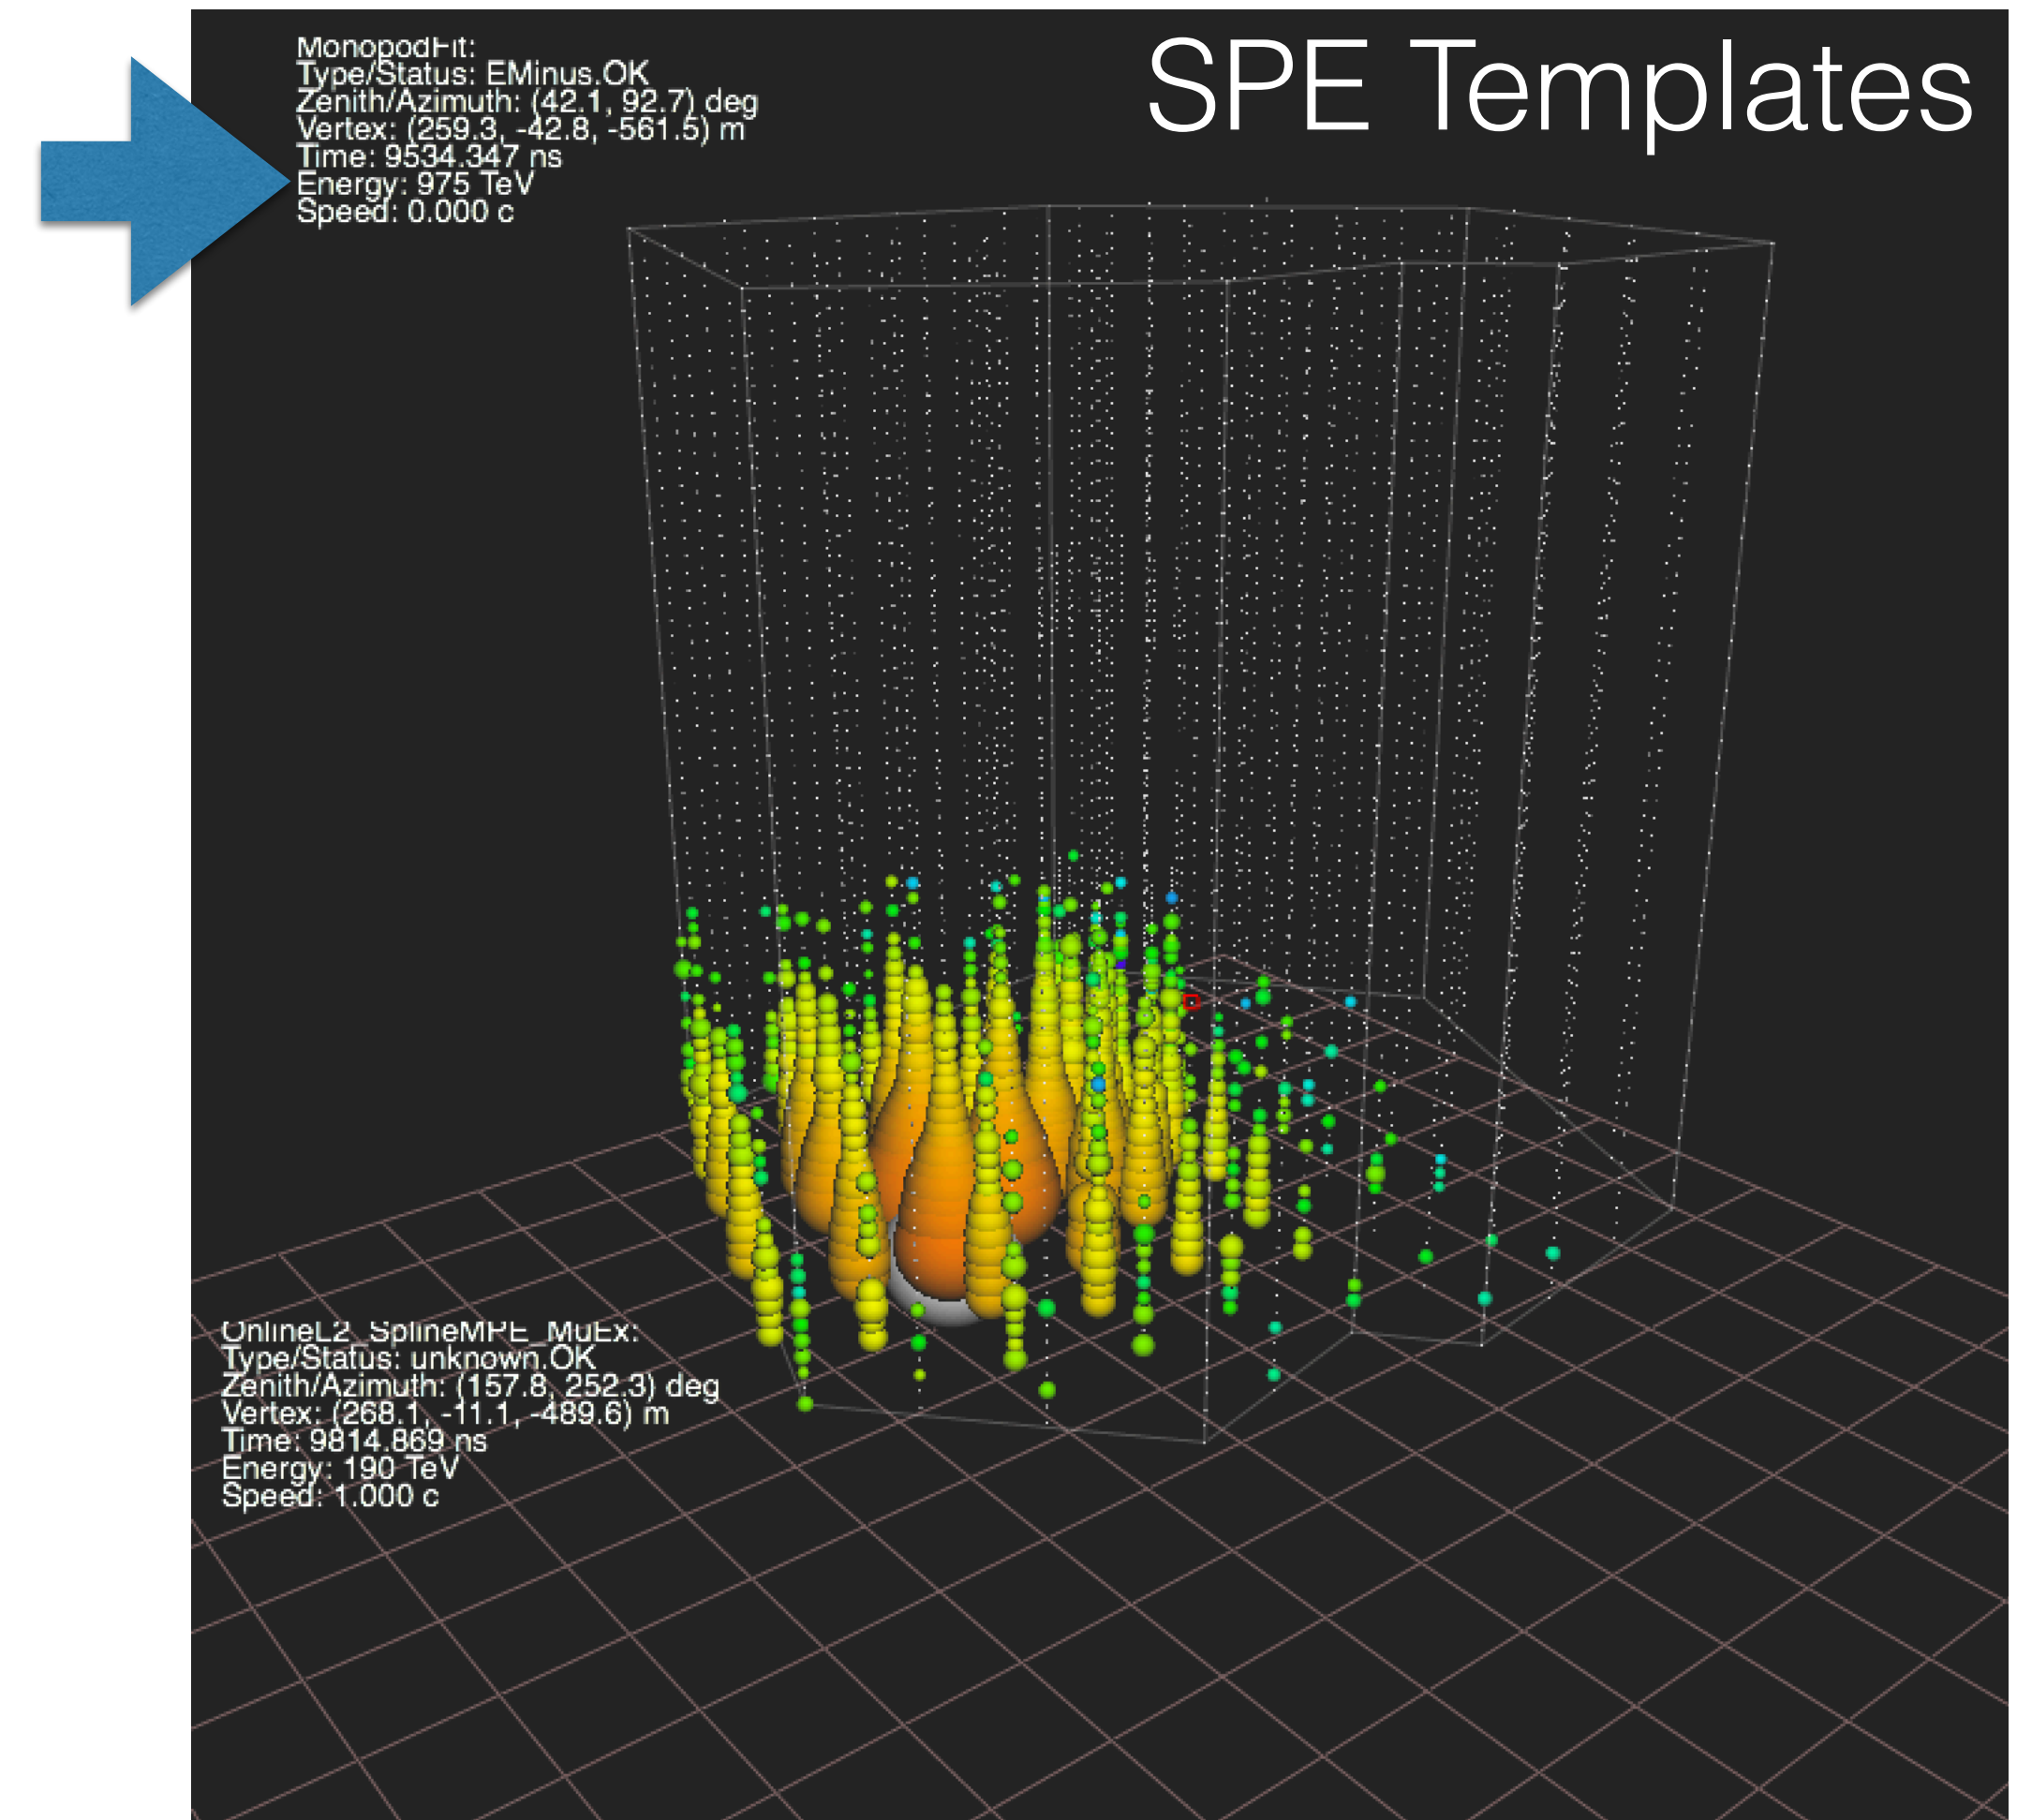 SPE Templates
MonopodFit:
Type/Status: EMinus.OK
Zenith/Azimuth: (42.1, 92.7) deg
Vertex: (259.3, -42.8, -561.5) m
Time: 9534.347 ns
Energy: 975 TeV
Speed: 0.000 c
OnlineL2_SplineMPE_MuEx:
Type/Status: unknown.OK
Zenith/Azimuth: (157.8, 252.3) deg
Vertex: (268.1, -11.1, -489.6) m
Time: 9814.869 ns
Energy: 190 TeV
Speed: 1.000 c